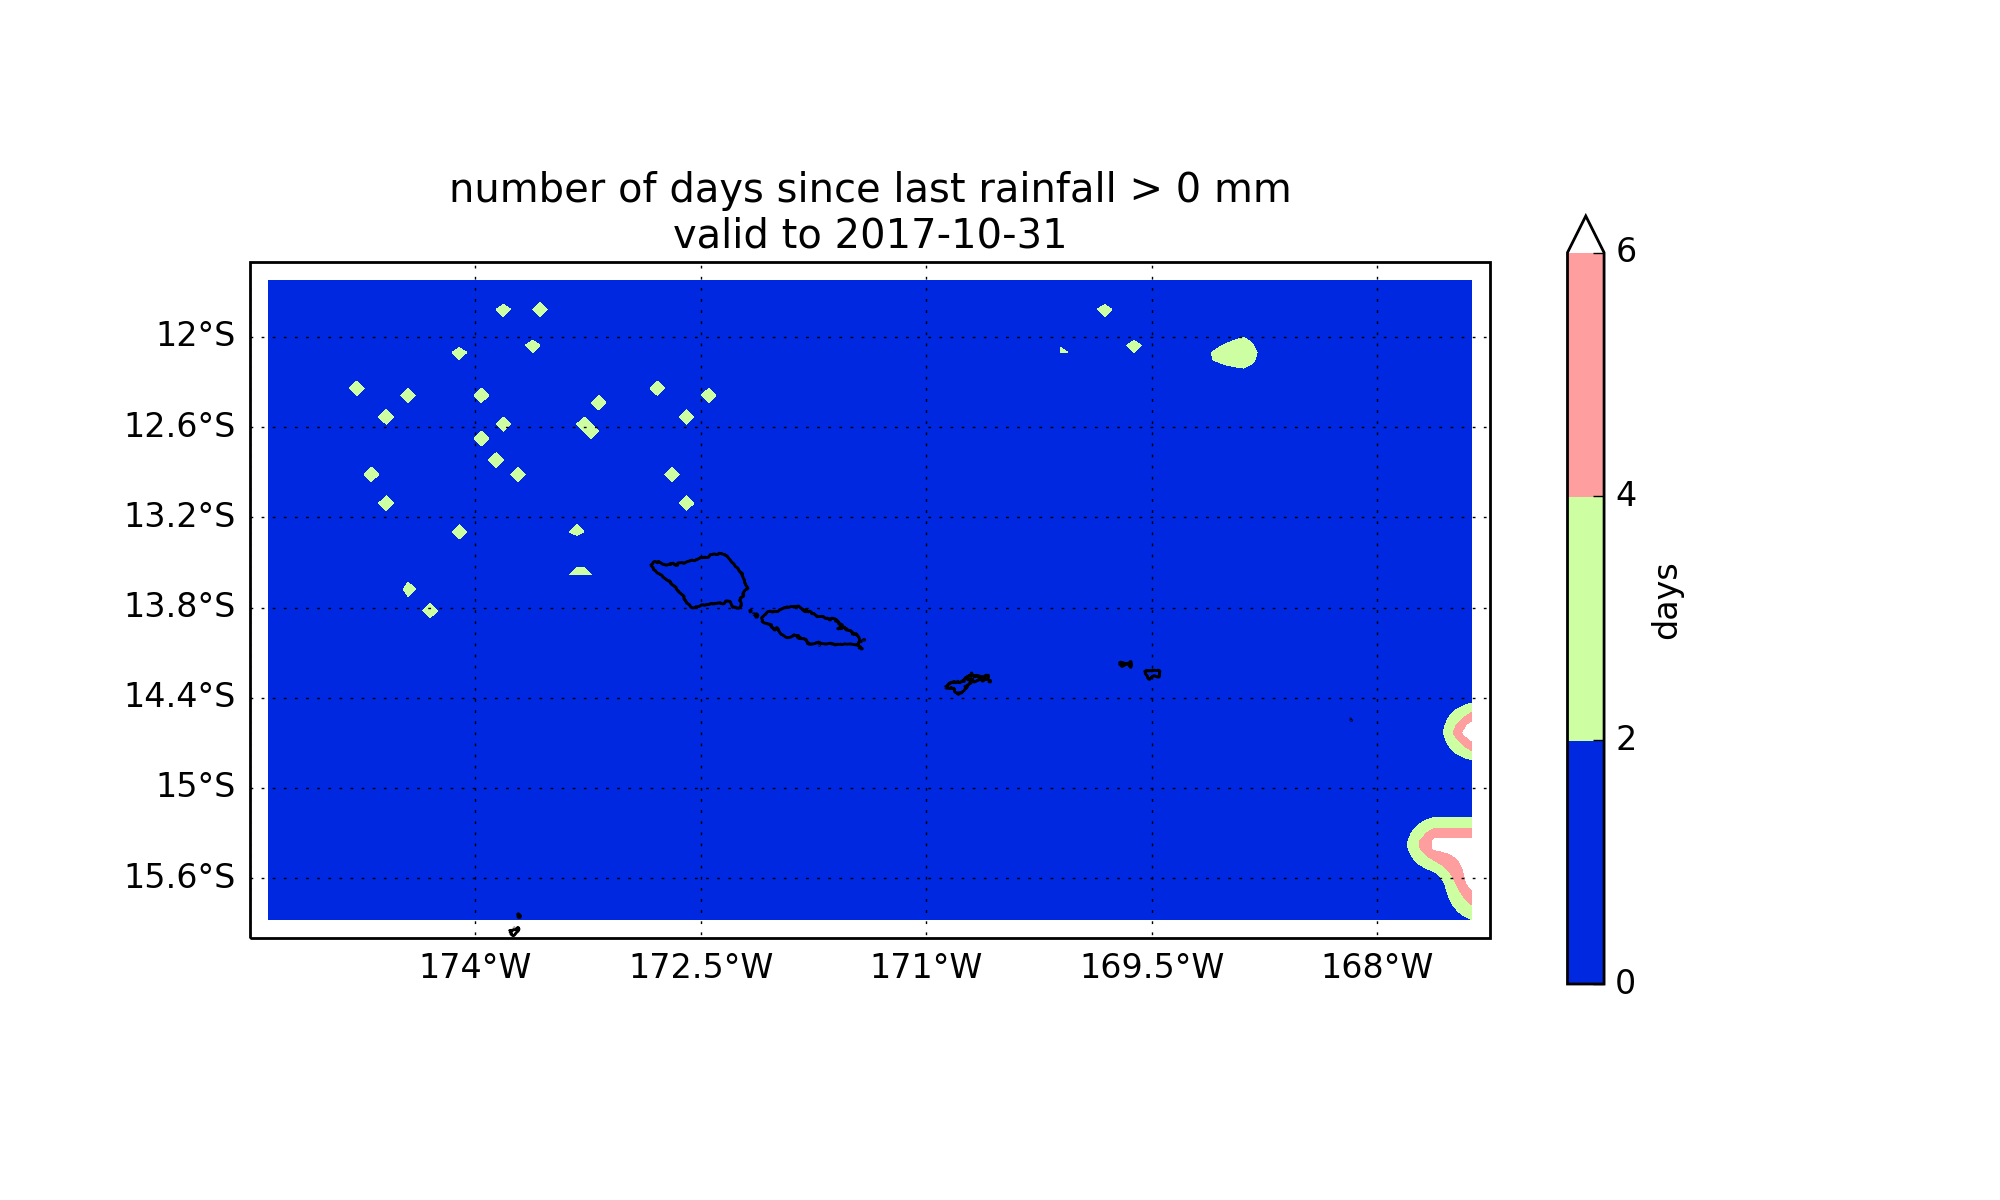 number of days since last rainfall > 0 mm
valid to 2017-10-31
12°S
12.6°S
13.2°S
13.8°S
14.4°S
15°S
15.6°S
174°W
172.5°W
171°W
169.5°W
168°W
6
4
2
0
days